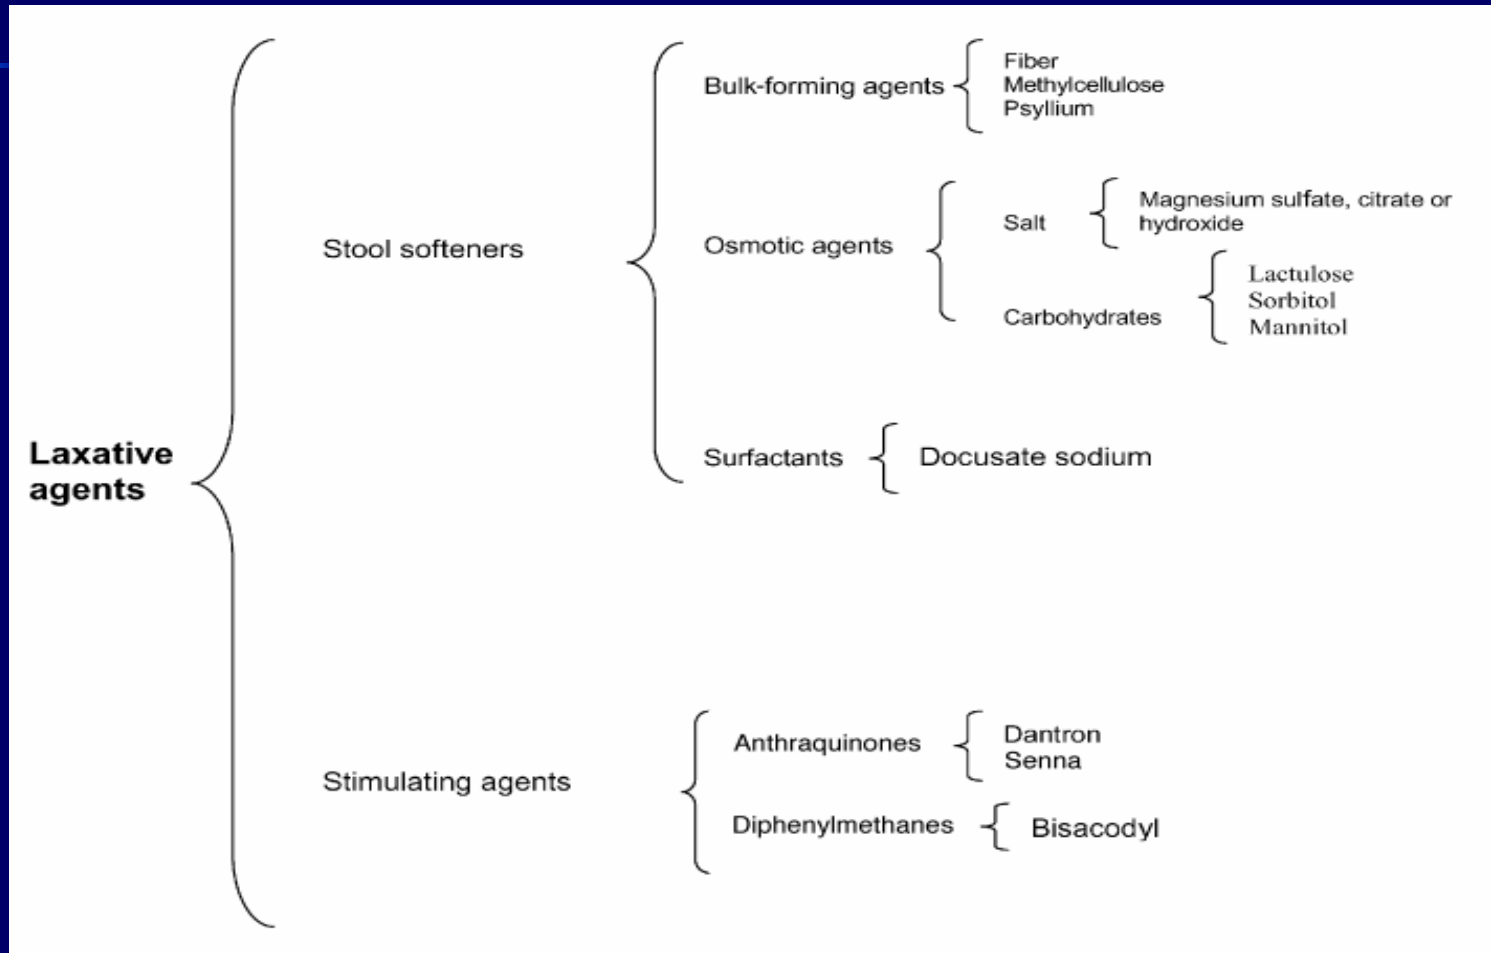 Laxative
agents
Stool softeners
Bulk-forming agents
Fiber
Methylcellulose
Psyllium
Osmotic agents
Salt
Magnesium sulfate, citrate or
hydroxide
Carbohydrates
Lactulose
Sorbitol
Mannitol
Surfactants
Docusate sodium
Stimulating agents
Anthraquinones
Dantron
Senna
Diphenylmethanes
Bisacodyl